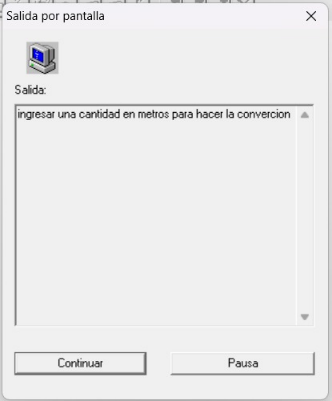 Salida por pantalla
Salida:
ingresar una cantidad en metros para hacer la convercion
Continuar
Pausa